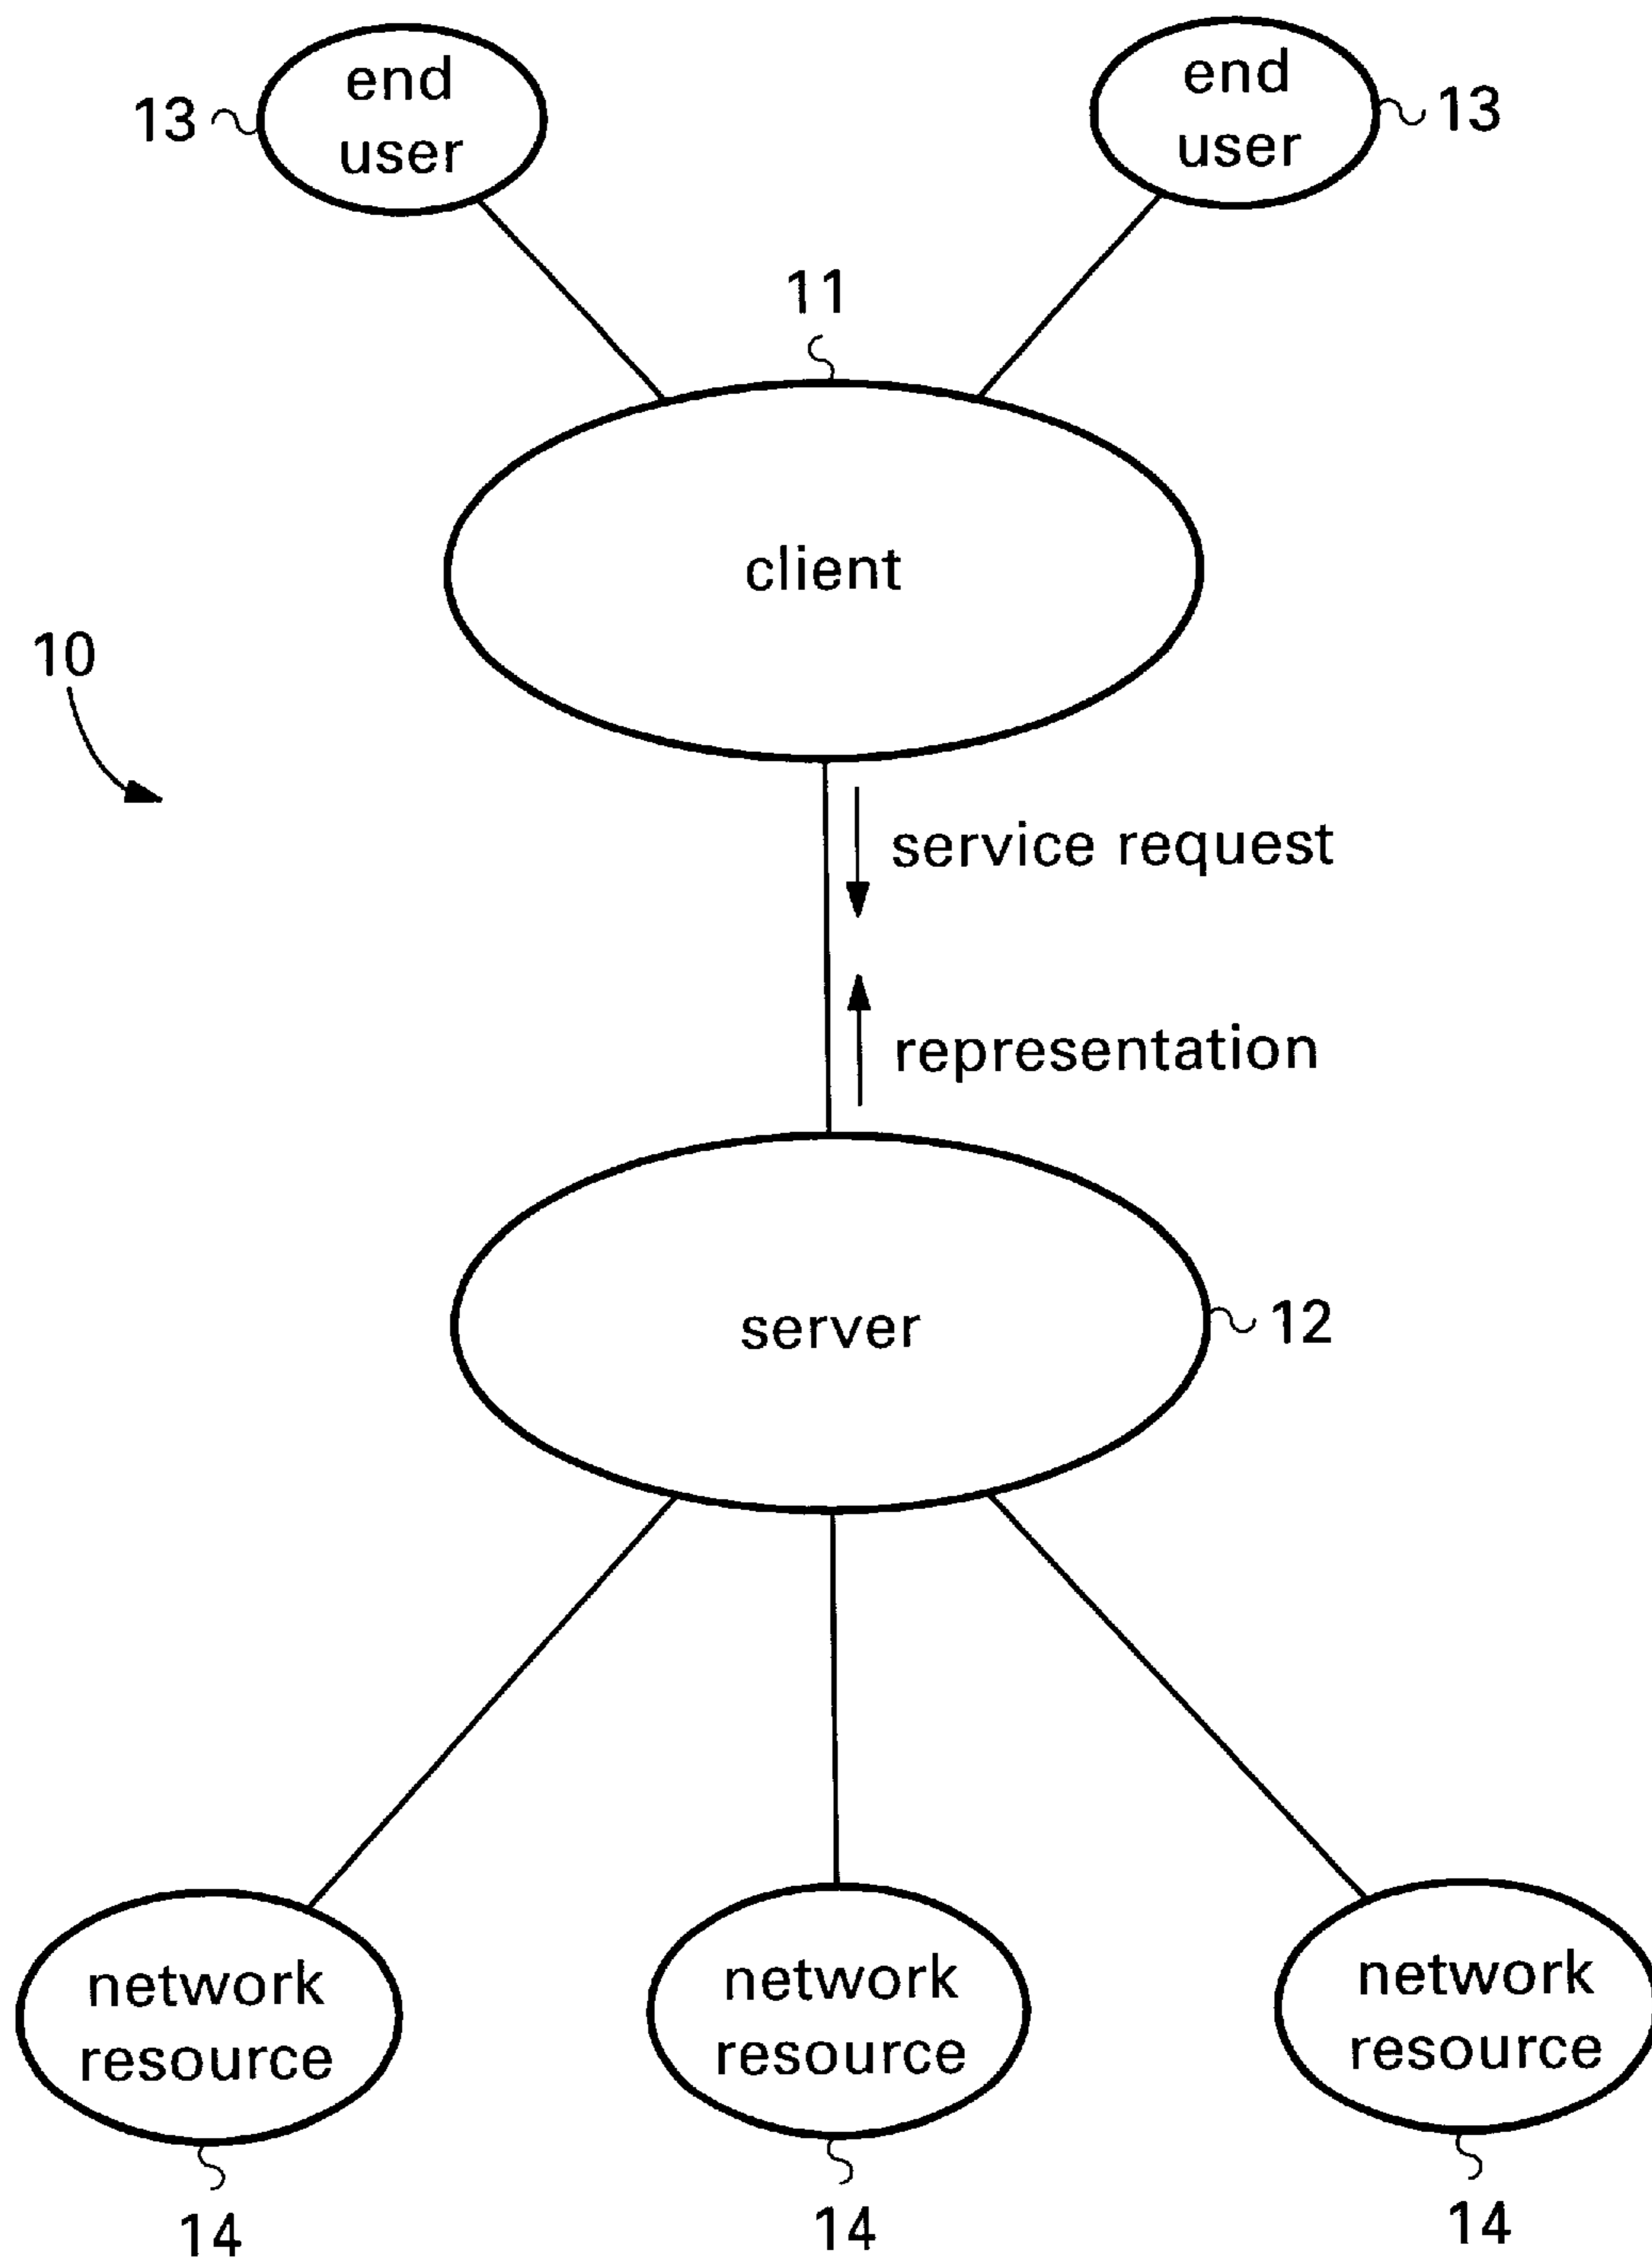 end
user
13
end
user
13
11
client
10
service request
representation
server
12
network
resource
network
resource
network
resource
14
14
14